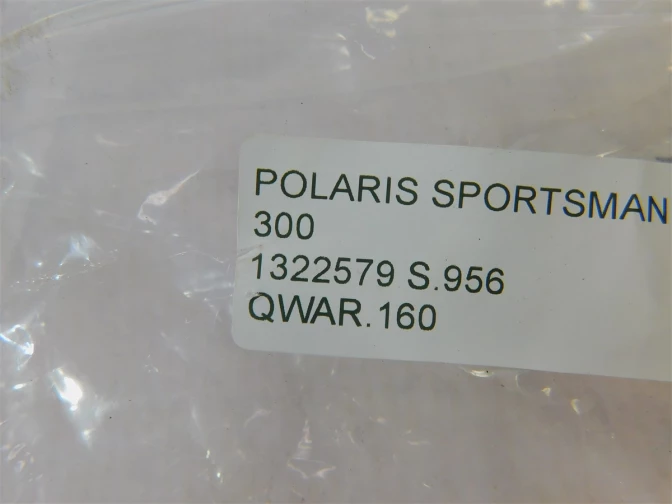 POLARIS SPORTSMAN
300
1322579 S.956
QWAR.160